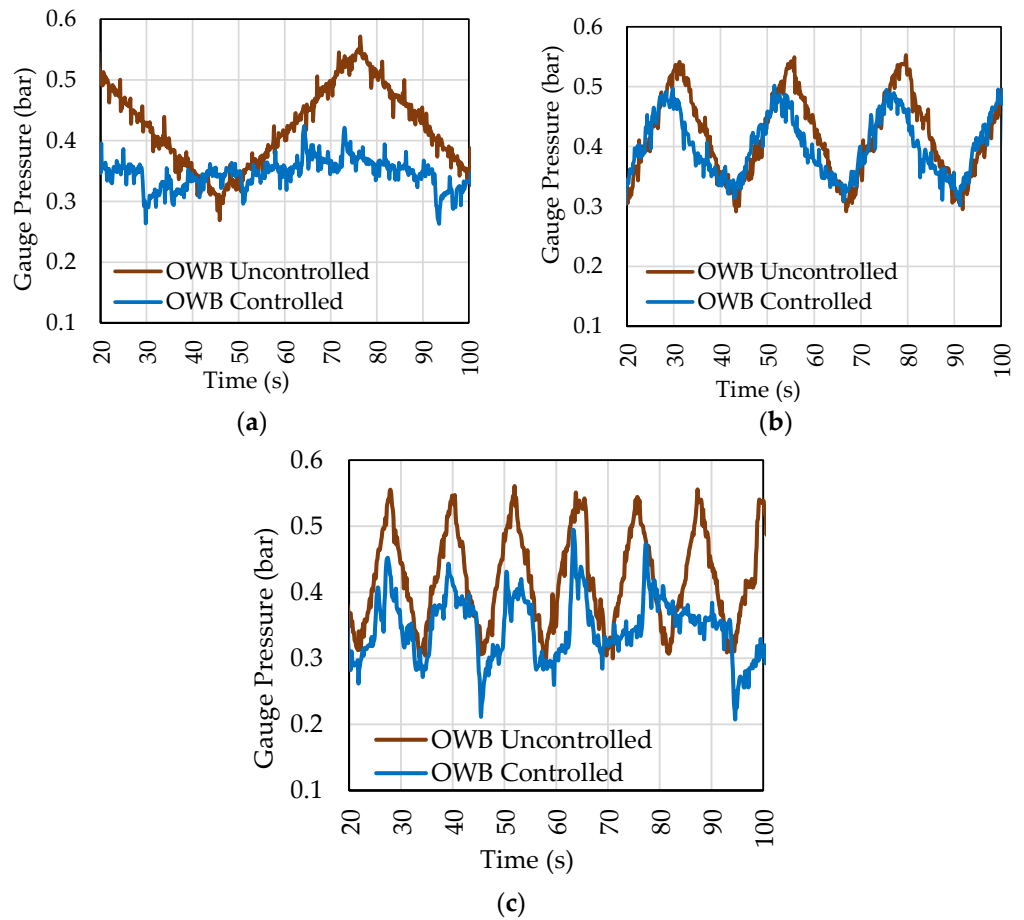 0.6
0.5
0.4
0.3
0.2
0.1
Gauge Pressure (bar)
OWB Uncontrolled
OWB Controlled
20 30 40 50 60 70 80 90 100
Time (s)
(a)
0.6
0.5
0.4
0.3
0.2
0.1
Gauge Pressure (bar)
OWB Uncontrolled
OWB Controlled
20 30 40 50 60 70 80 90 100
Time (s)
(b)
0.6
0.5
0.4
0.3
0.2
0.1
Gauge Pressure (bar)
OWB Uncontrolled
OWB Controlled
20 30 40 50 60 70 80 90 100
Time (s)
(c)